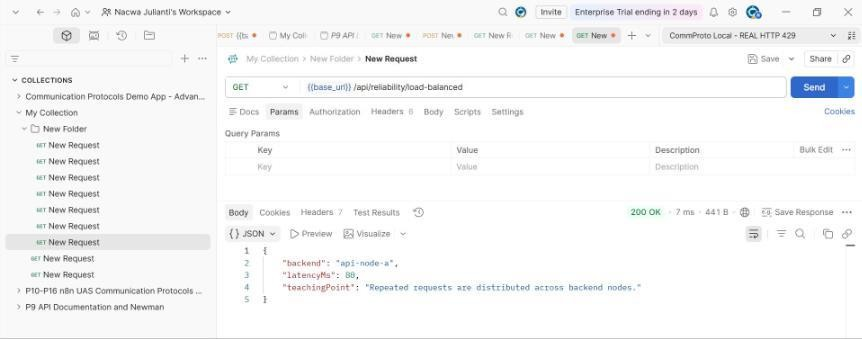 Nacwa Julianti's Workspace
Invite
Enterprise Trial ending in 2 days
POST {{ba
My Coll
P9 API
GET New
POST New
GET New R
GET New
GET New
CommProto Local - REAL HTTP 429
My Collection > New Folder > New Request
Save
Share
COLLECTIONS
Communication Protocols Demo App - Advan...
My Collection
New Folder
GET New Request
GET New Request
GET New Request
GET New Request
GET New Request
GET New Request
GET New Request
GET New Request
GET New Request
P10-P16 n8n UAS Communication Protocols ...
P9 API Documentation and Newman
GET
{{base_url}} /api/reliability/load-balanced
Send
Docs Params Authorization Headers 6 Body Scripts Settings
Cookies
Query Params
Key Value Description Bulk Edit
Key Value Description
Body Cookies Headers 7 Test Results
200 OK · 7 ms · 441 B
Save Response
{} JSON Preview Visualize
1 {
2 "backend": "api-node-a",
3 "latencyMs": 80,
4 "teachingPoint": "Repeated requests are distributed across backend nodes."
5 }